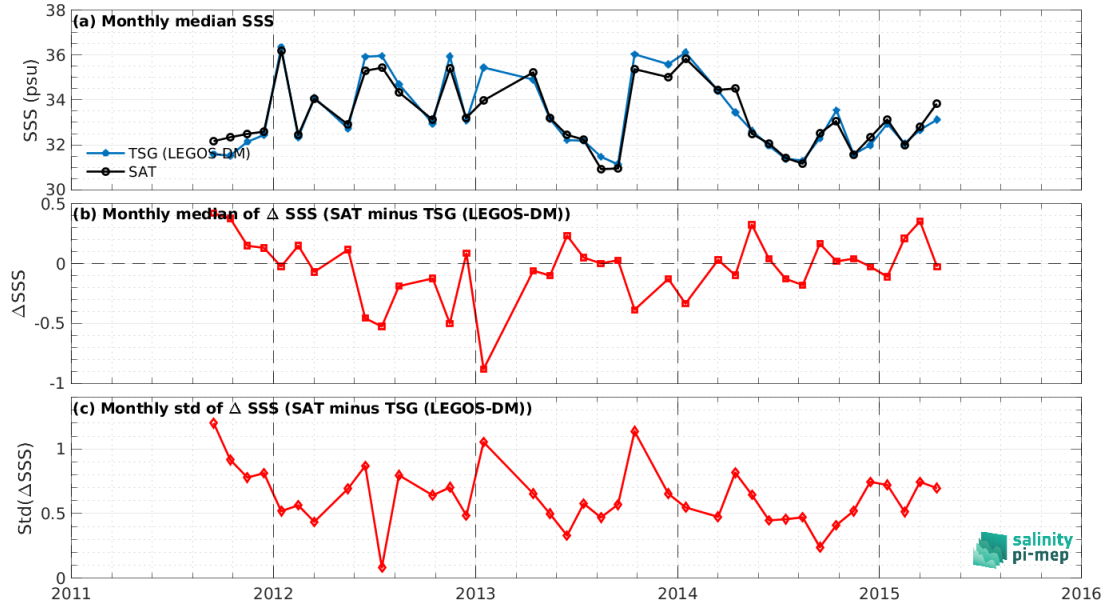 (a) Monthly median SSS
38
36
34
32
30
SSS (psu)
TSG (LEGOS-DM)
SAT
(b) Monthly median of Δ SSS (SAT minus TSG (LEGOS-DM))
0.5
0
-0.5
-1
ΔSSS
(c) Monthly std of Δ SSS (SAT minus TSG (LEGOS-DM))
1
0.5
0
Std(ΔSSS)
2011 2012 2013 2014 2015 2016
salinity
pi-mep